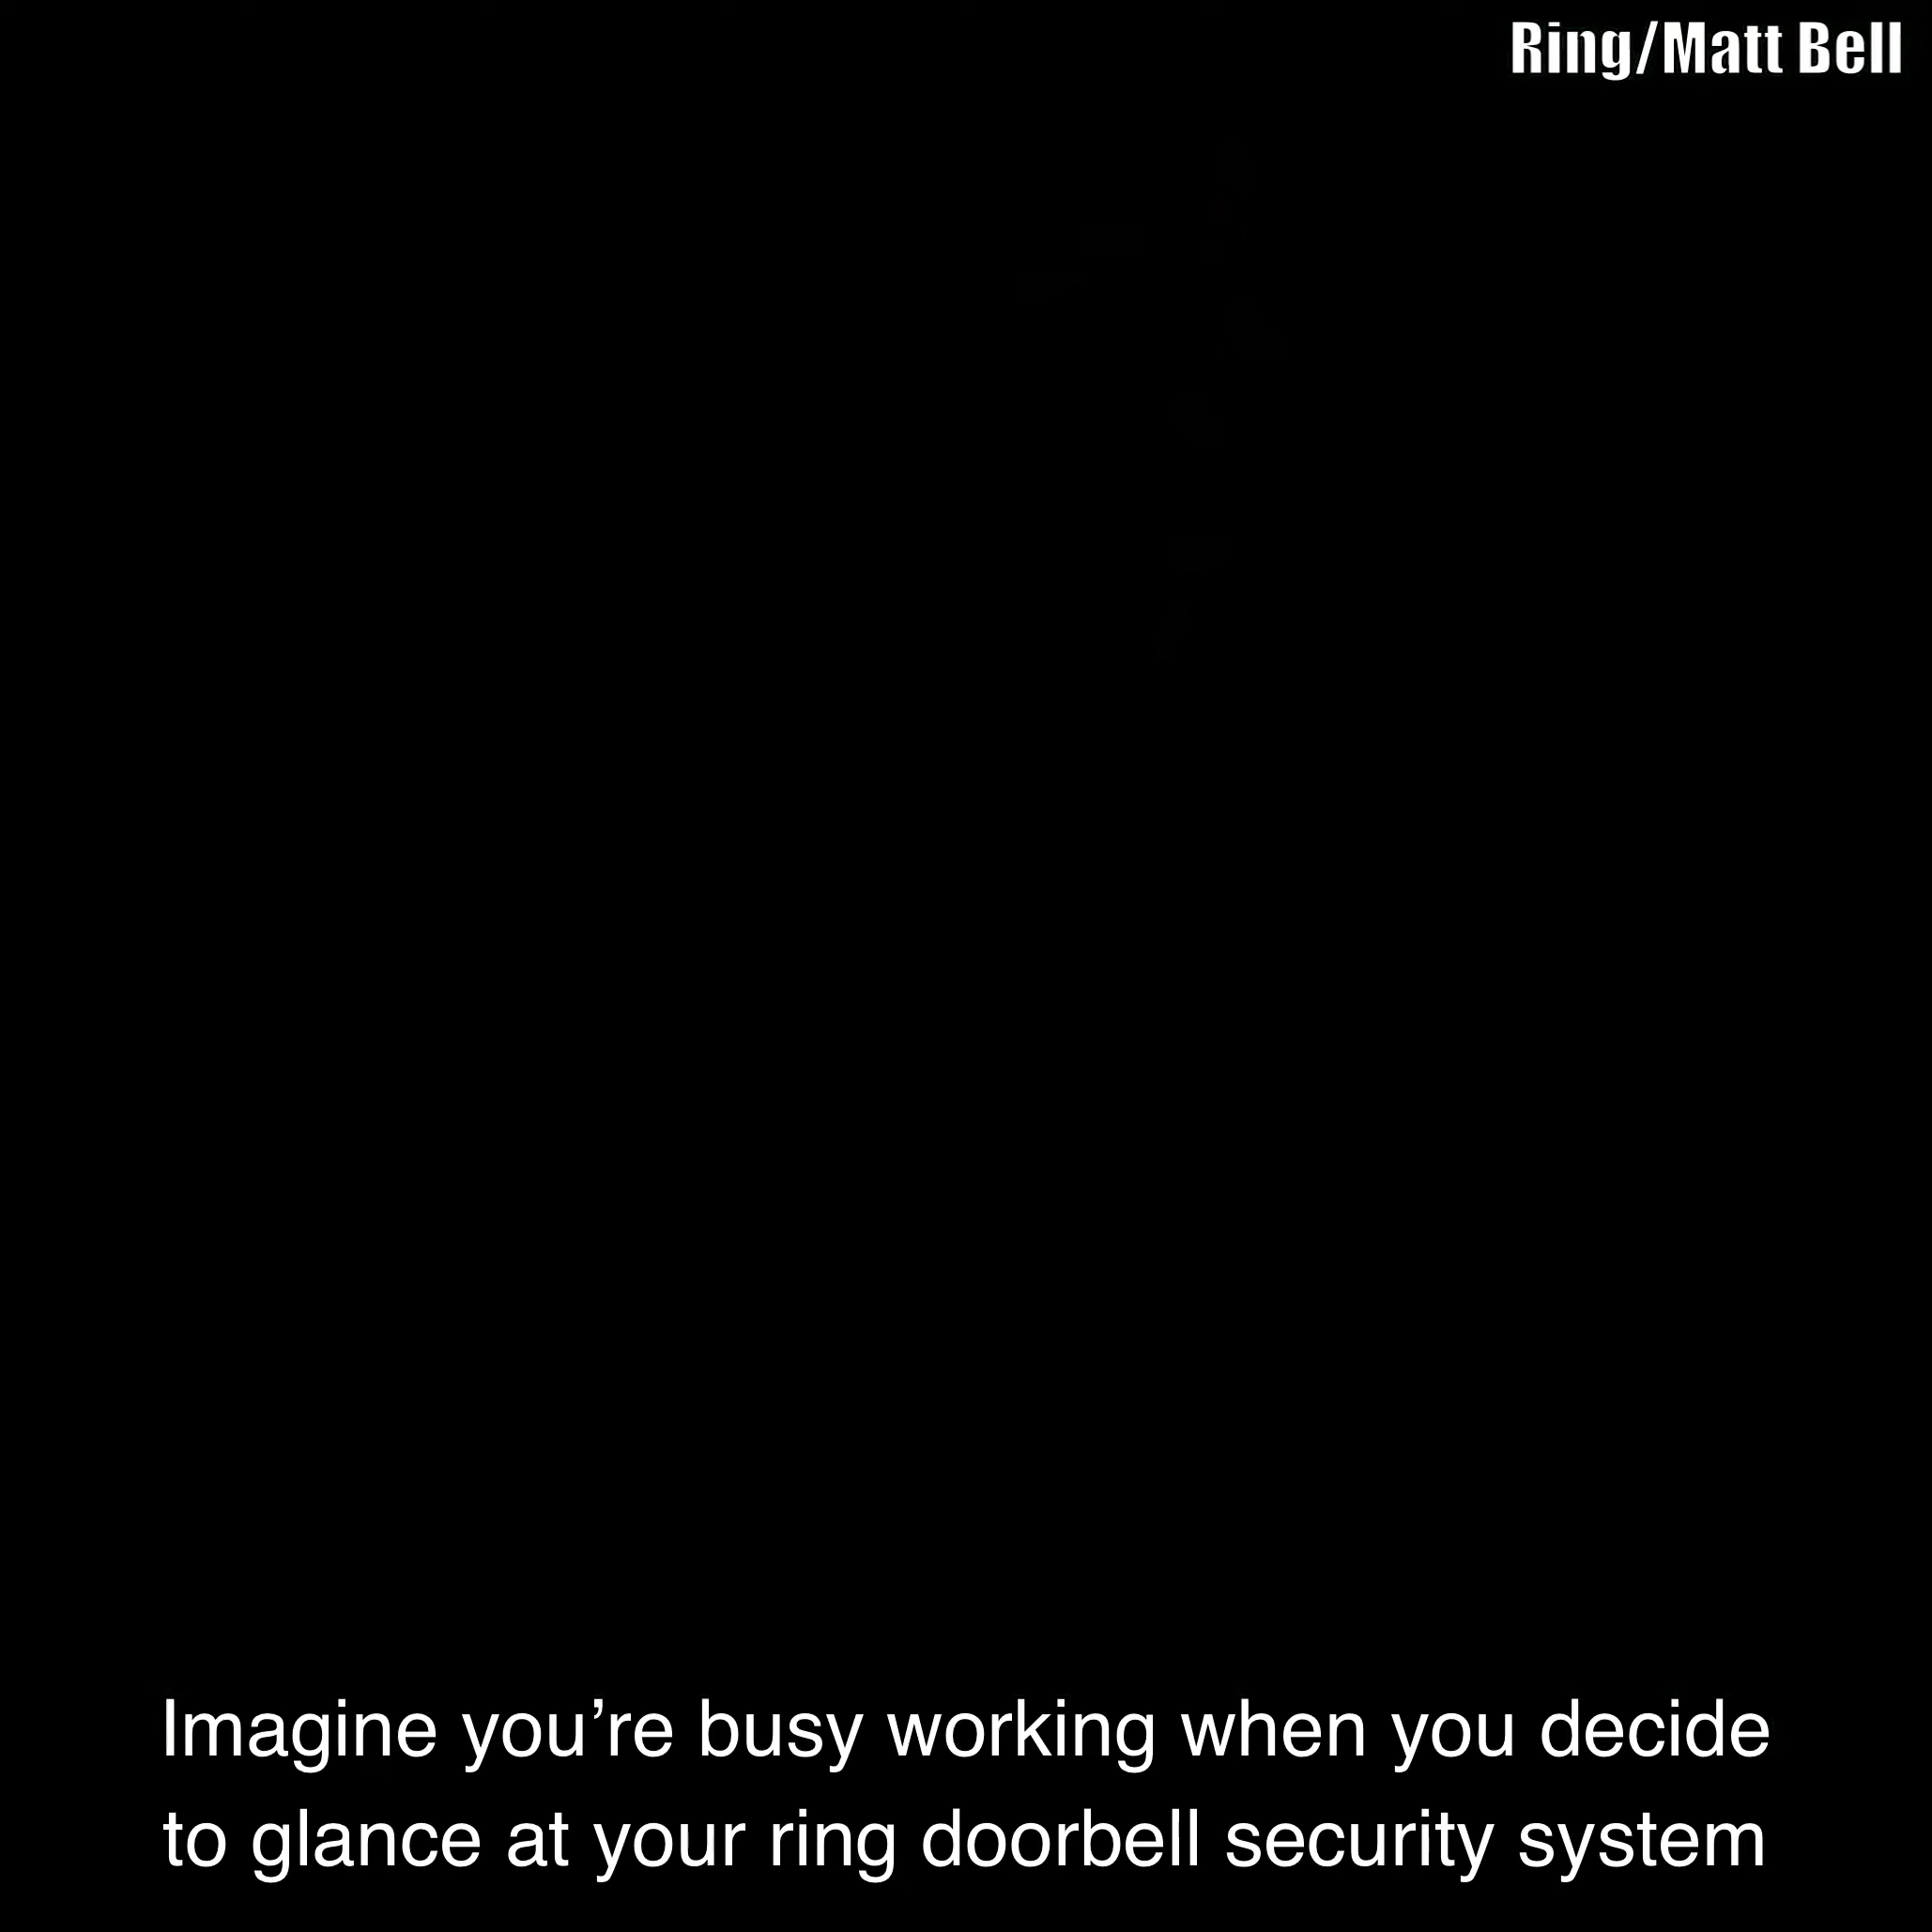 Ring/Matt Bell
Imagine you’re busy working when you decide
to glance at your ring doorbell security system